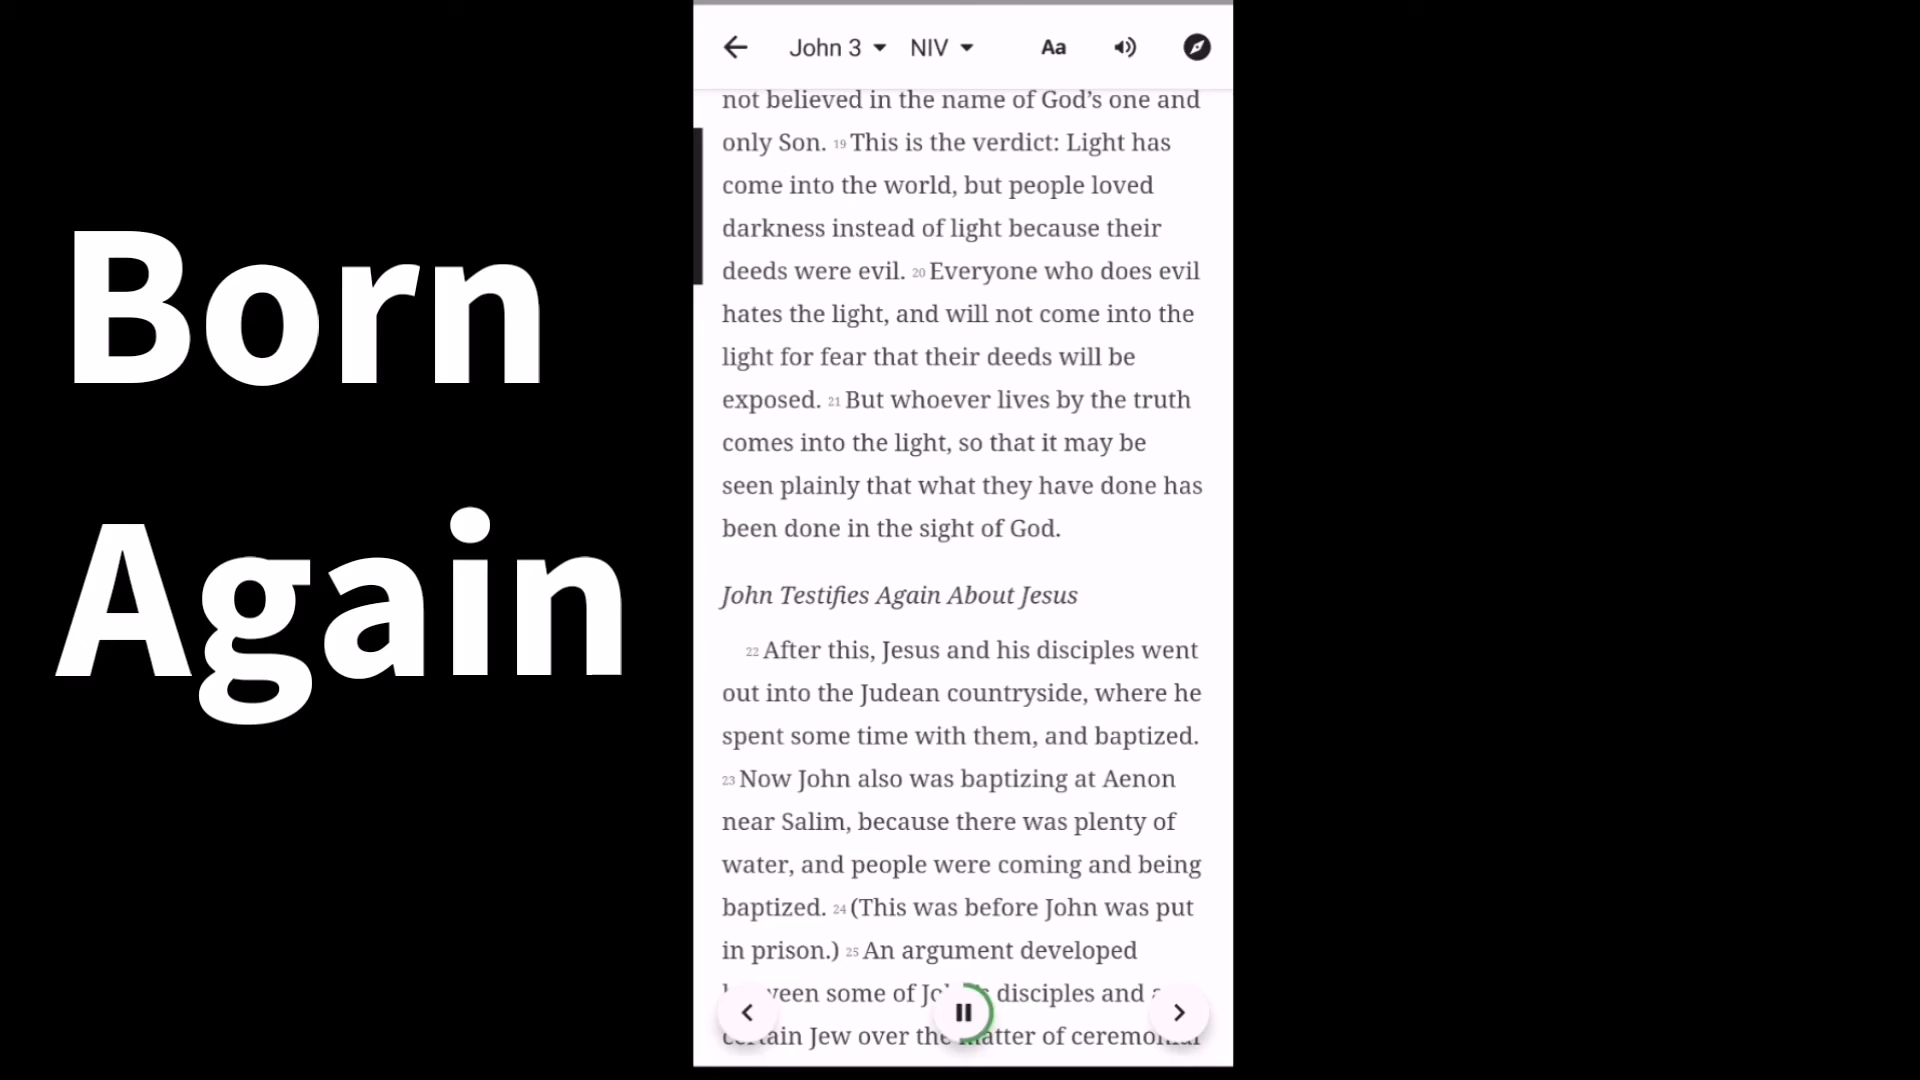 Born
Again
John 3 NIV Aa
not believed in the name of God’s one and
only Son. 19 This is the verdict: Light has
come into the world, but people loved
darkness instead of light because their
deeds were evil. 20 Everyone who does evil
hates the light, and will not come into the
light for fear that their deeds will be
exposed. 21 But whoever lives by the truth
comes into the light, so that it may be
seen plainly that what they have done has
been done in the sight of God.
John Testifies Again About Jesus
22 After this, Jesus and his disciples went
out into the Judean countryside, where he
spent some time with them, and baptized.
23 Now John also was baptizing at Aenon
near Salim, because there was plenty of
water, and people were coming and being
baptized. 24 (This was before John was put
in prison.) 25 An argument developed
some of disciples and
Jew over the matter of ceremonial